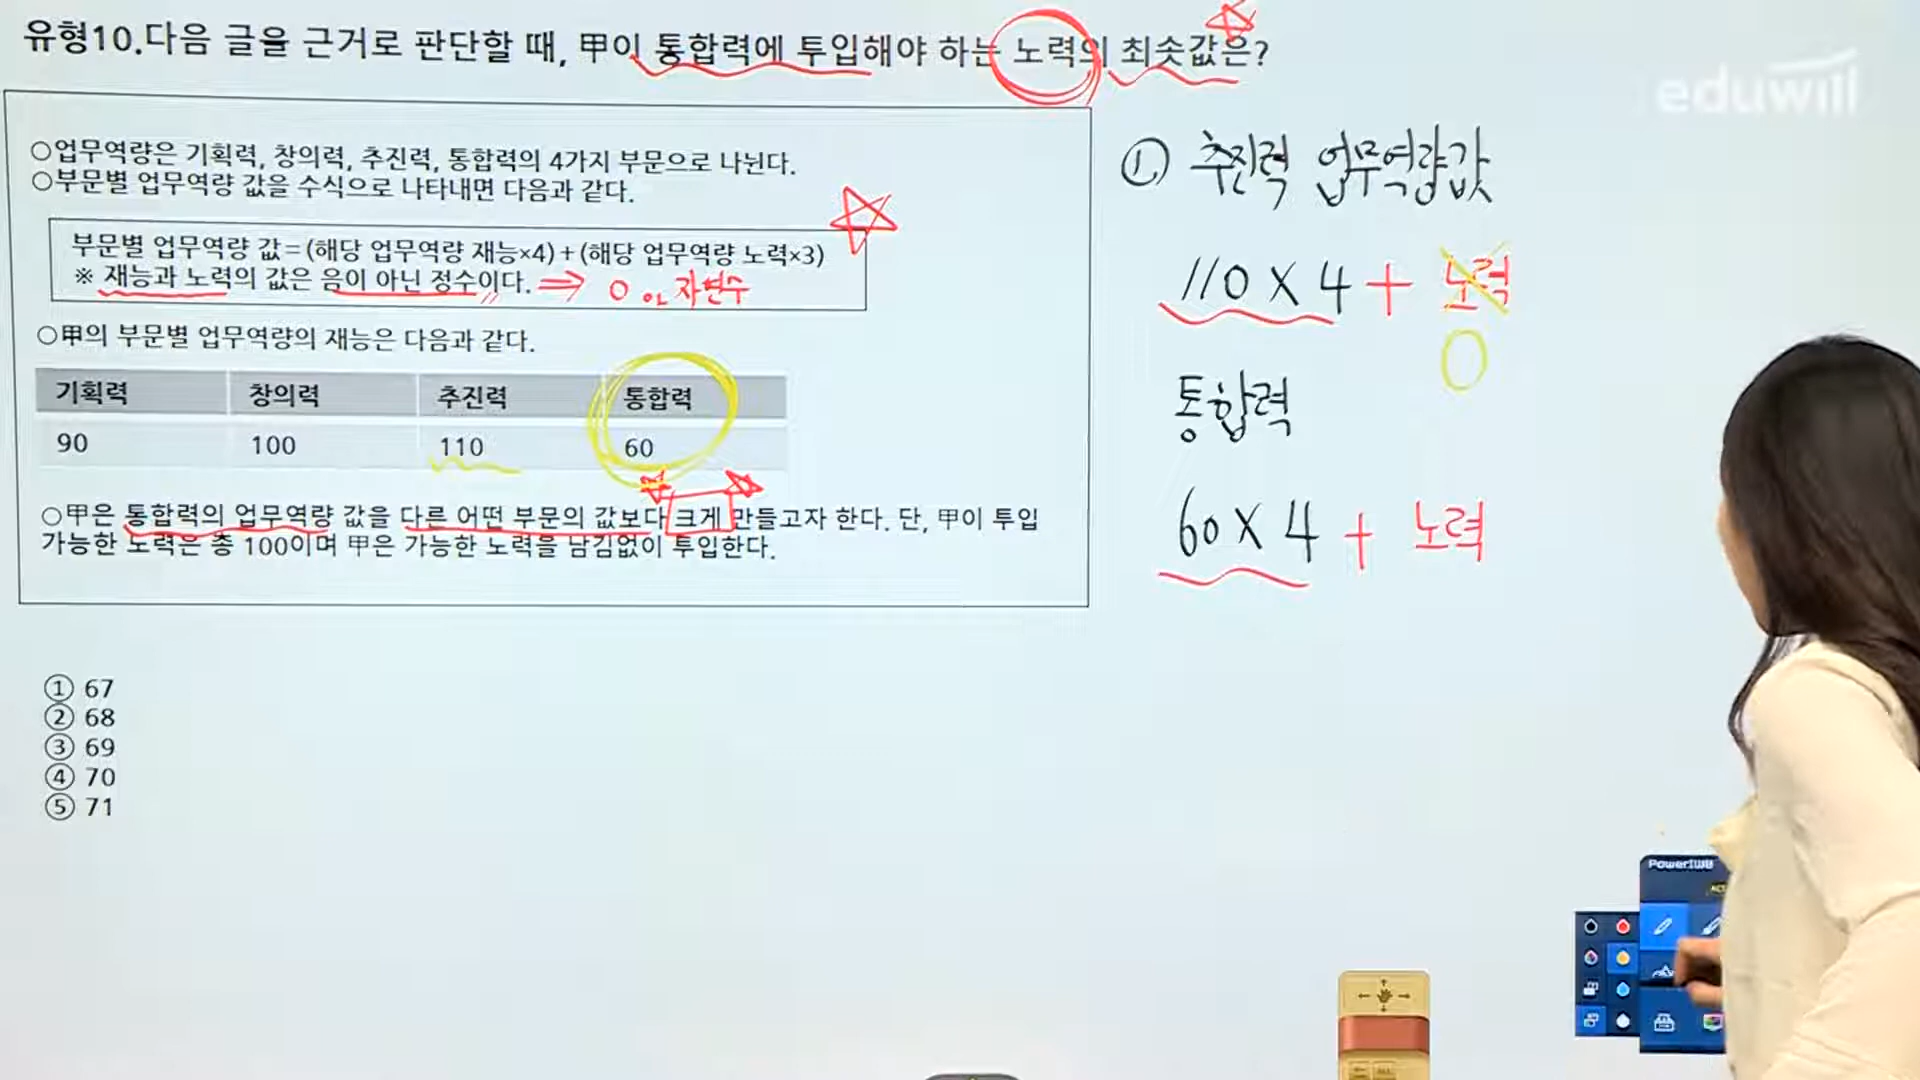 유형10.다음 글을 근거로 판단할 때, 甲이 통합력에 투입해야 하는 노력의 최솟값은?
eduwill
○업무역량은 기획력, 창의력, 추진력, 통합력의 4가지 부문으로 나뉜다.
○부문별 업무역량 값을 수식으로 나타내면 다음과 같다.
부문별 업무역량 값=(해당 업무역량 재능×4)+(해당 업무역량 노력×3)
※ 재능과 노력의 값은 음이 아닌 정수이다. ⇒ 0 or 자연수
○甲의 부문별 업무역량의 재능은 다음과 같다.
기획력 창의력 추진력 통합력
90 100 110 60
○甲은 통합력의 업무역량 값을 다른 어떤 부문의 값보다 크게 만들고자 한다. 단, 甲이 투입
가능한 노력은 총 100이며 甲은 가능한 노력을 남김없이 투입한다.
① 67
② 68
③ 69
④ 70
⑤ 71
① 추진력 업무역량값
110 X 4 + 노력
0
통합력
60 X 4 + 노력
PowerIWB